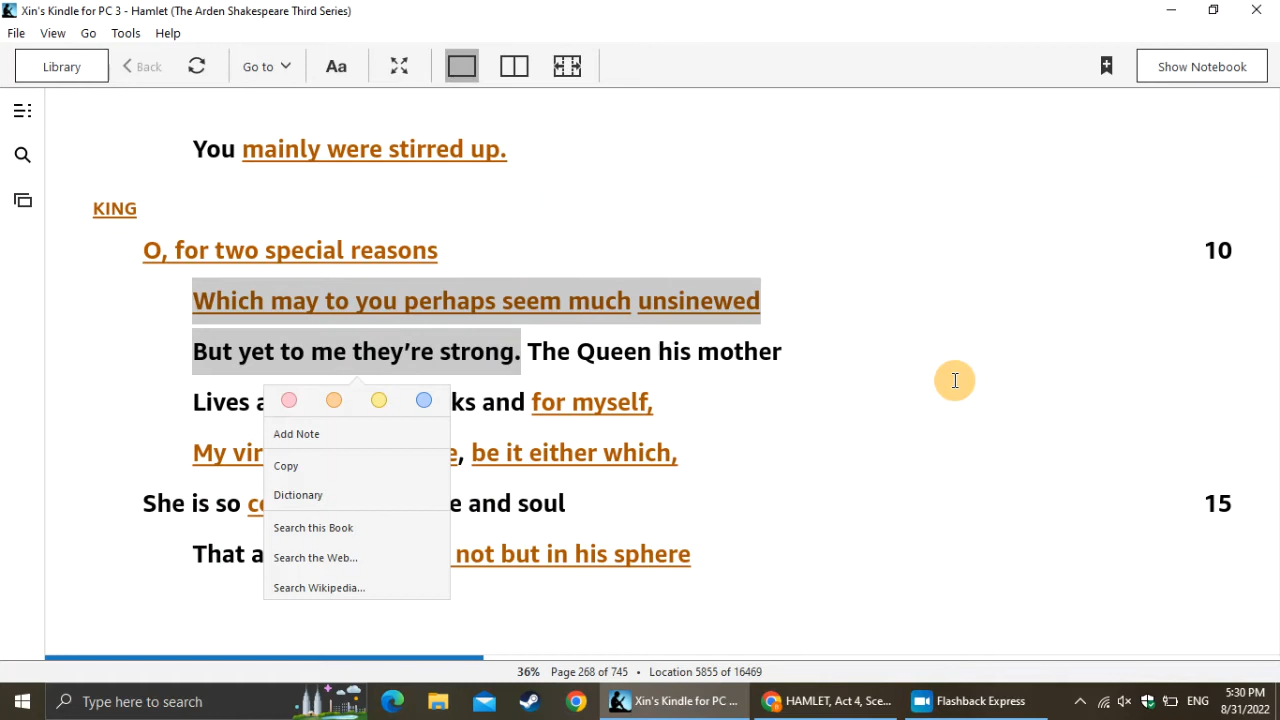 Xin's Kindle for PC 3 - Hamlet (The Arden Shakespeare Third Series)
File View Go Tools Help
Library Back Go to Aa Show Notebook
You mainly were stirred up.
KING
O, for two special reasons 10
Which may to you perhaps seem much unsinewed
But yet to me they're strong. The Queen his mother
Lives a ks and for myself,
My vir e, be it either which,
She is so co e and soul 15
That a not but in his sphere
Add Note
Copy
Dictionary
Search this Book
Search the Web...
Search Wikipedia...
36% Page 268 of 745 • Location 5855 of 16469
Type here to search
Xin's Kindle for PC ...
HAMLET, Act 4, Sce...
Flashback Express
ENG
5:30 PM
8/31/2022